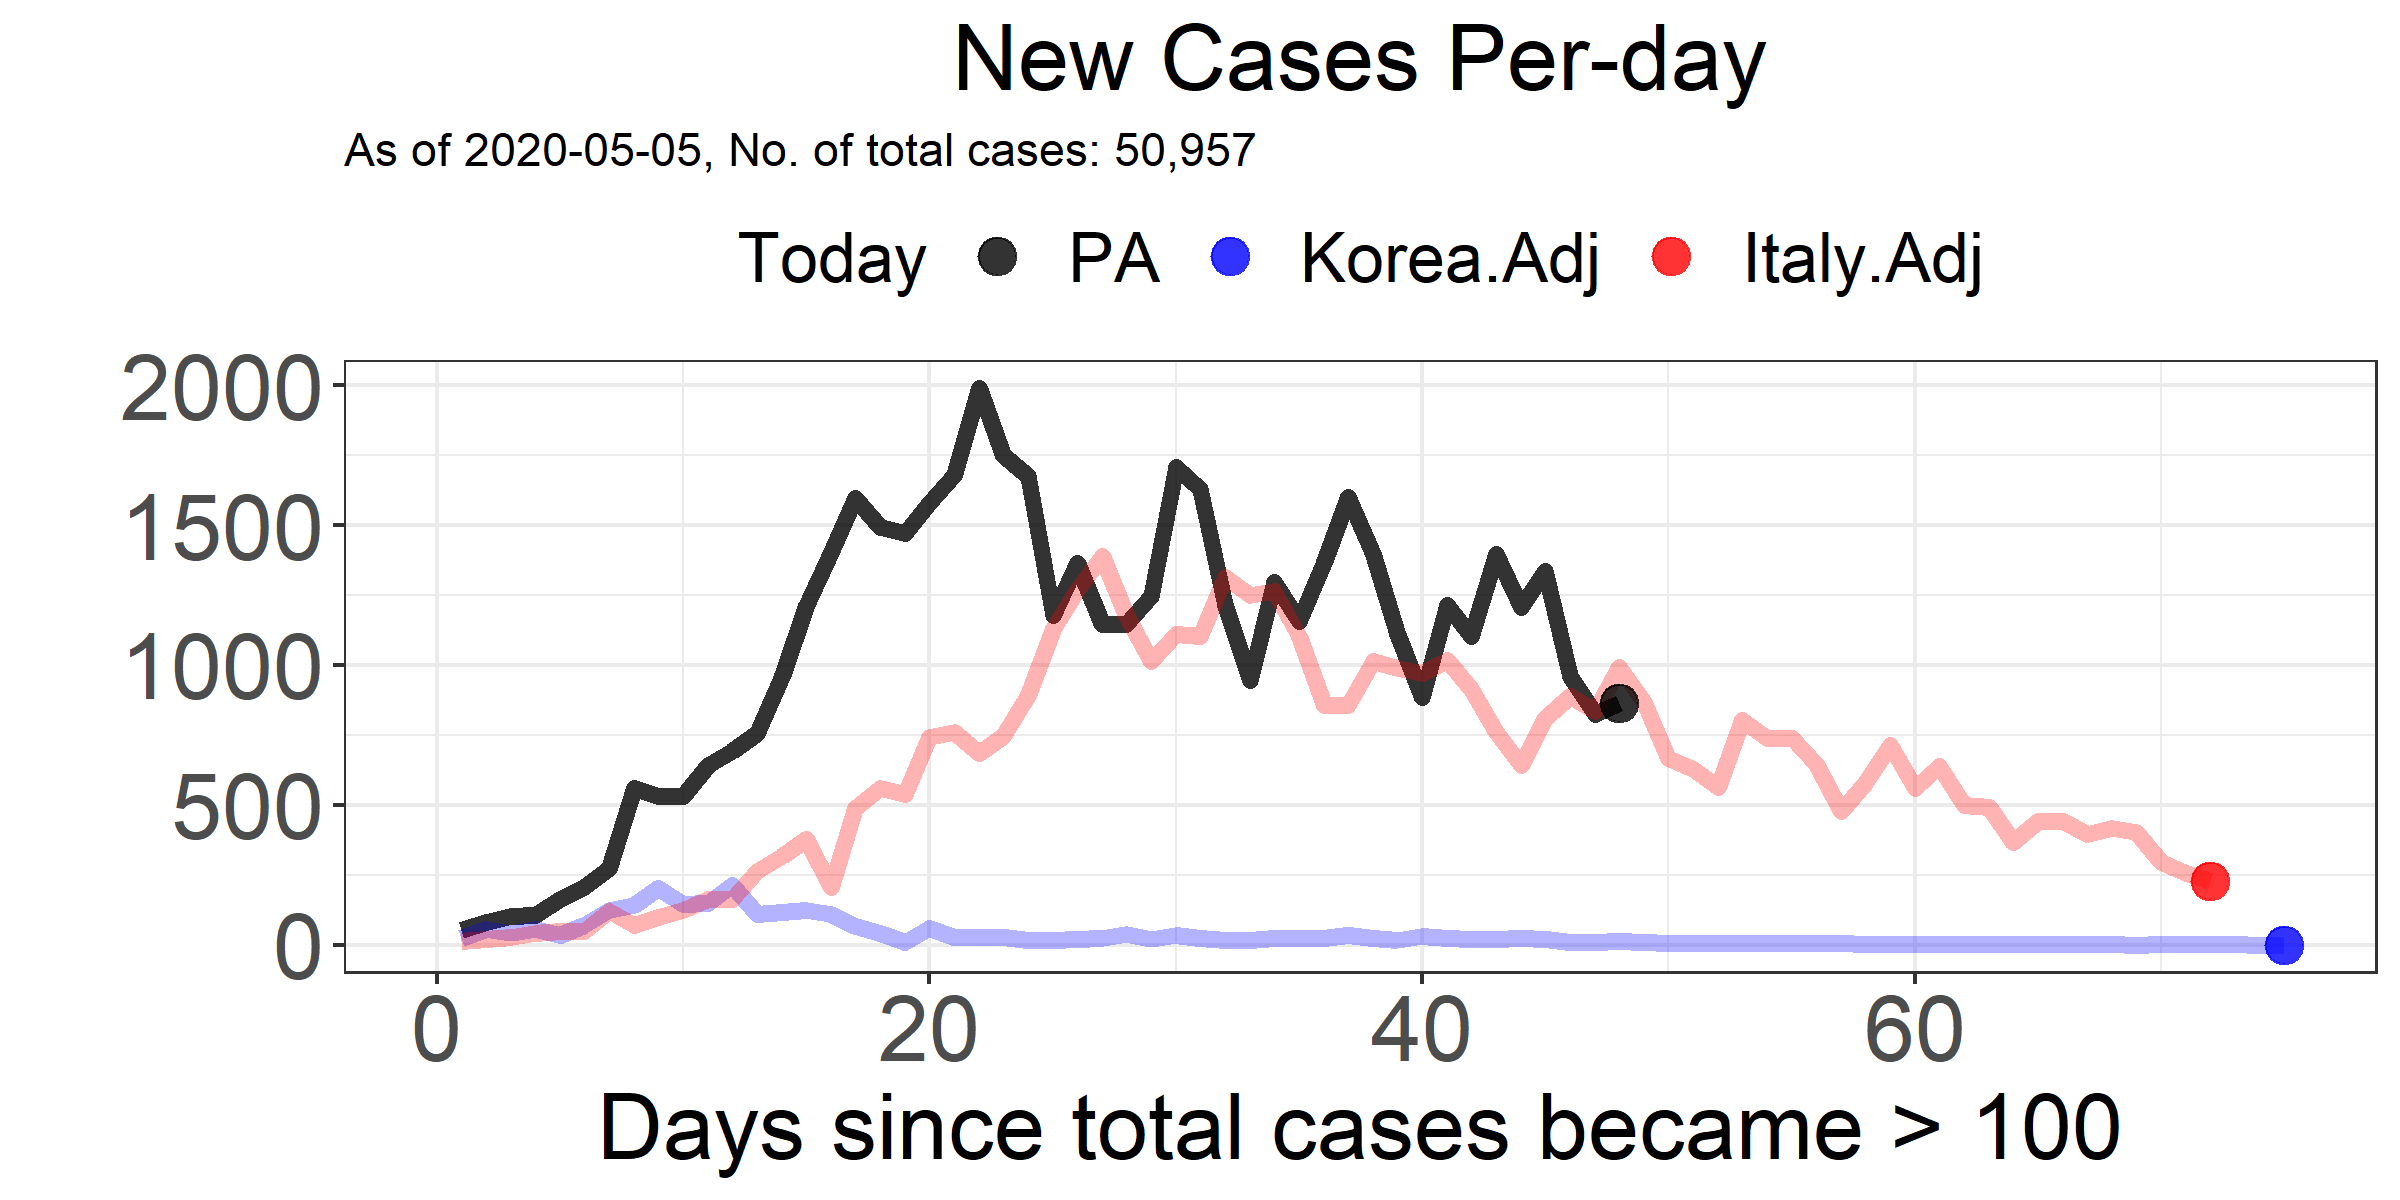 New Cases Per-day
As of 2020-05-05, No. of total cases: 50,957
Today PA Korea.Adj Italy.Adj
2000
1500
1000
500
0
0 20 40 60
Days since total cases became > 100